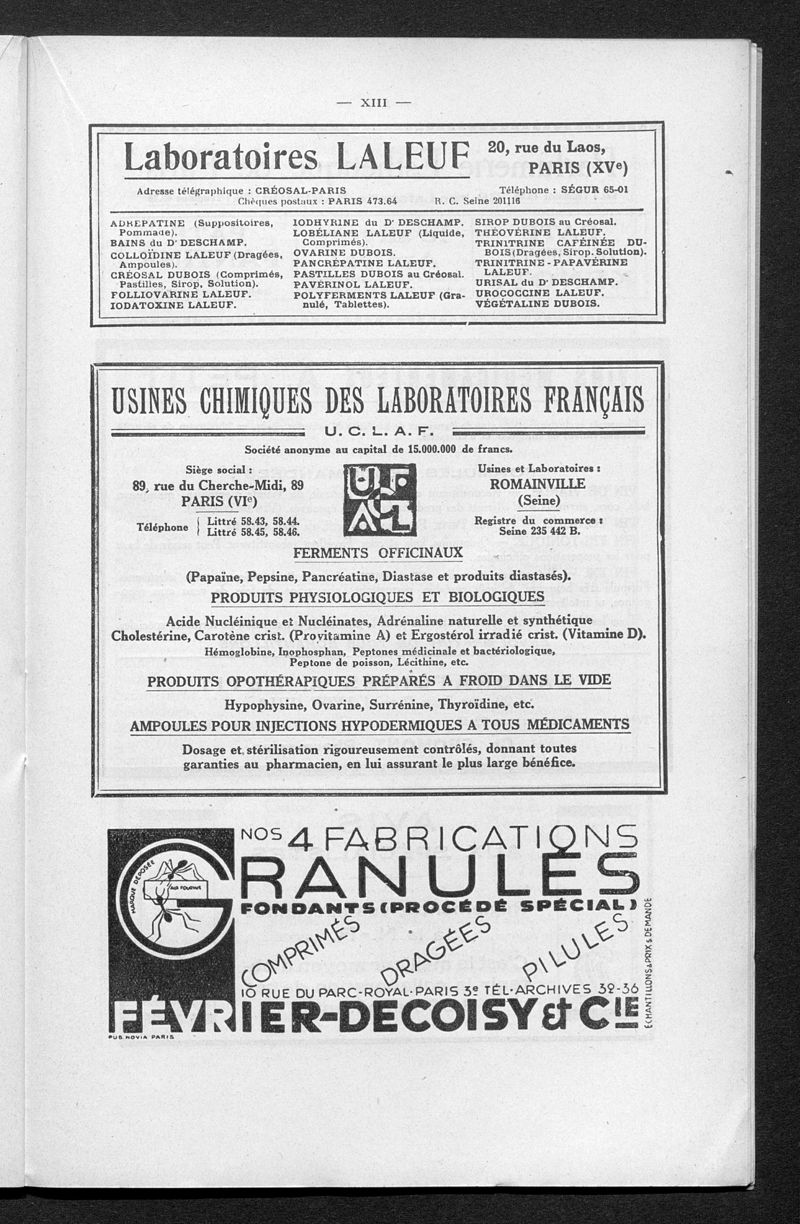 — XIII —
Laboratoires LALEUF
20, rue du Laos,
PARIS (XVe)
Adresse télégraphique : CRÉOSAL-PARIS
Téléphone : SÉGUR 65-01
Chèques postaux : PARIS 473.64
R. C. Seine 201116
ADREPATINE (Suppositoires,
Pommade).
BAINS du Dr DESCHAMP.
COLLOÏDINE LALEUF (Dragées,
Ampoules).
CRÉOSAL DUBOIS (Comprimés,
Pastilles, Sirop, Solution).
FOLLIOVARINE LALEUF.
IODATOXINE LALEUF.
IODHYRINE du Dr DESCHAMP.
LOBÉLIANE LALEUF (Liquide,
Comprimés).
OVARINE DUBOIS.
PANCRÉPATINE LALEUF.
PASTILLES DUBOIS au Créosal.
PAVÉRINOL LALEUF.
POLYFERMENTS LALEUF (Gra-
nulé, Tablettes).
SIROP DUBOIS au Créosal.
THÉOVÉRINE LALEUF.
TRINITRINE CAFÉINÉE DU-
BOIS (Dragées, Sirop, Solution).
TRINITRINE - PAPAVÉRINE
LALEUF.
URISAL du Dr DESCHAMP.
UROCOCCINE LALEUF.
VÉGÉTALINE DUBOIS.
USINES CHIMIQUES DES LABORATOIRES FRANÇAIS
U. C. L. A. F.
Société anonyme au capital de 15.000.000 de francs.
Siège social :
89, rue du Cherche-Midi, 89
PARIS (VIe)
Téléphone { Littré 58.43, 58.44.
Littré 58.45, 58.46.
UCLAF
Usines et Laboratoires :
ROMAINVILLE
(Seine)
Registre du commerce :
Seine 235 442 B.
FERMENTS OFFICINAUX
(Papaïne, Pepsine, Pancréatine, Diastase et produits diastasés).
PRODUITS PHYSIOLOGIQUES ET BIOLOGIQUES
Acide Nucléinique et Nucléinates, Adrénaline naturelle et synthétique
Cholestérine, Carotène crist. (Provitamine A) et Ergostérol irradié crist. (Vitamine D).
Hémoglobine, Inophosphan, Peptones médicinale et bactériologique,
Peptone de poisson, Lécithine, etc.
PRODUITS OPOTHÉRAPIQUES PRÉPARÉS A FROID DANS LE VIDE
Hypophysine, Ovarine, Surrénine, Thyroïdine, etc.
AMPOULES POUR INJECTIONS HYPODERMIQUES A TOUS MÉDICAMENTS
Dosage et stérilisation rigoureusement contrôlés, donnant toutes
garanties au pharmacien, en lui assurant le plus large bénéfice.
NOS 4 FABRICATIONS
GRANULES
MARQUE DÉPOSÉE
AUX FOURMIS
FONDANTS (PROCÉDÉ SPÉCIAL)
COMPRIMÉS
DRAGÉES
PILULES
10 RUE DU PARC-ROYAL-PARIS 3e TÉL-ARCHIVES 39-36
FÉVRIER-DECOISY & CIE
ÉCHANTILLONS & PRIX & DEMANDE
PUB. NOVIA PARIS